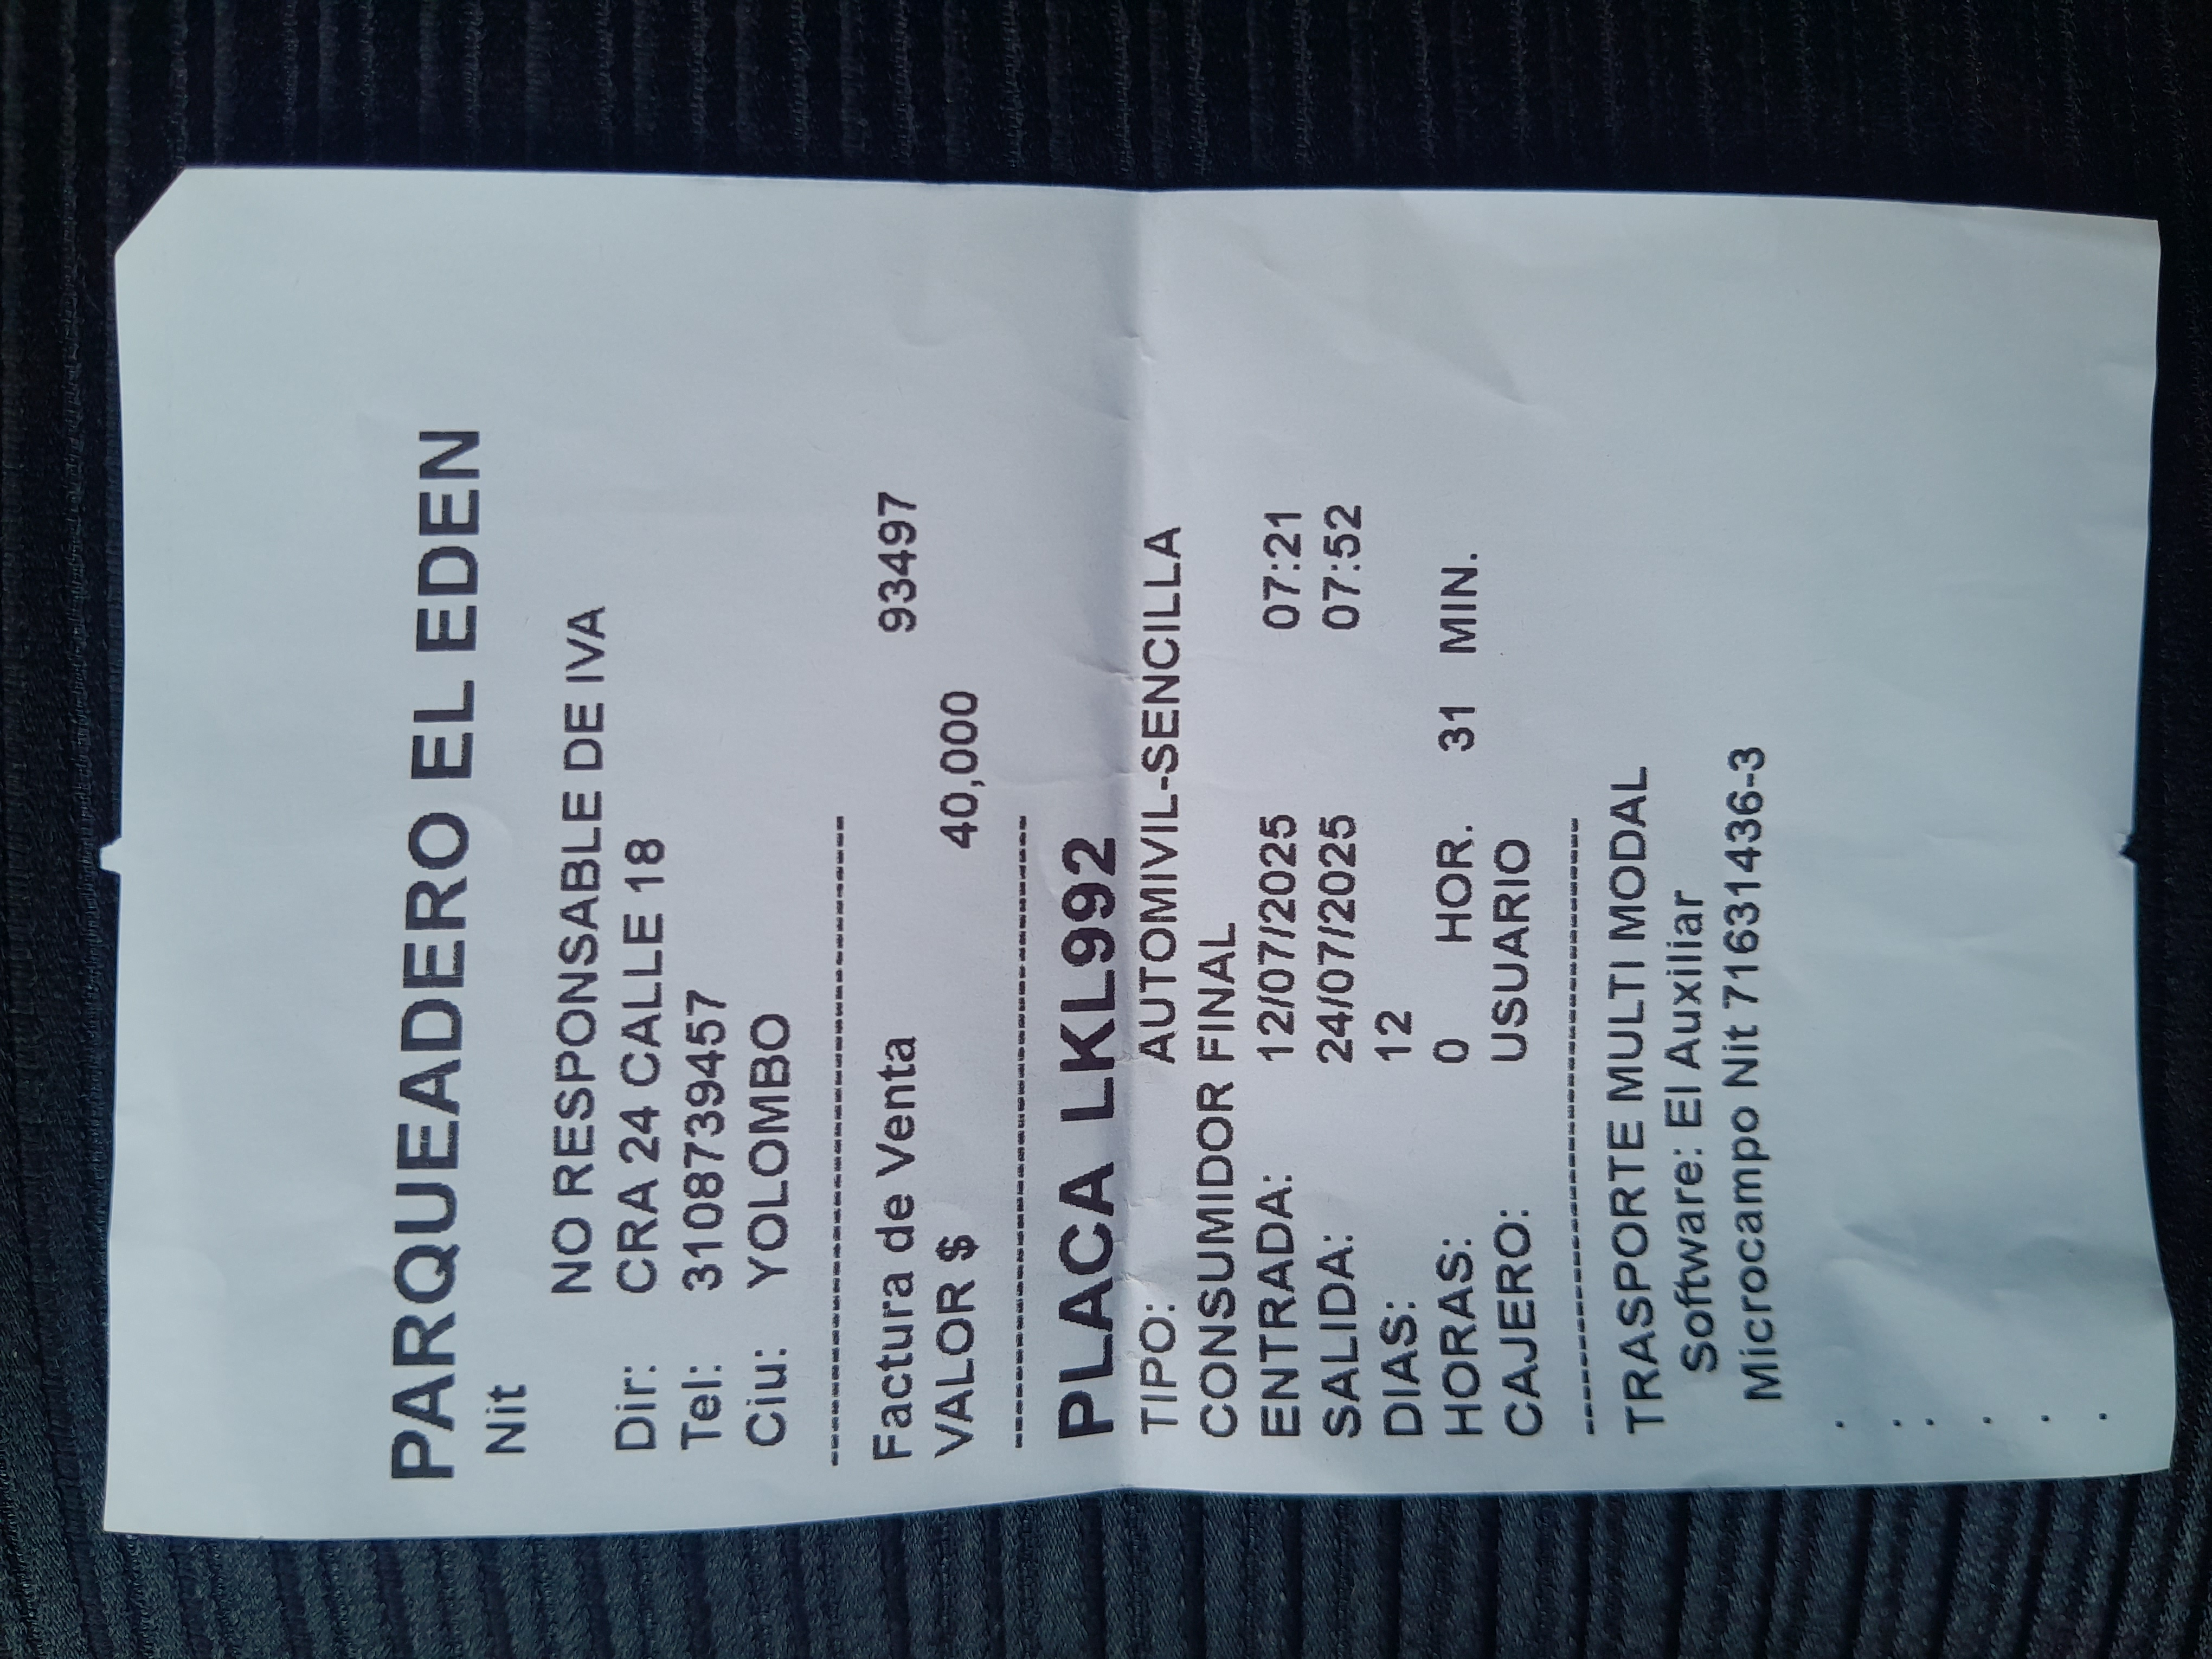 PARQUEADERO EL EDEN
Nit
NO RESPONSABLE DE IVA
Dir: CRA 24 CALLE 18
Tel: 3108739457
Ciu: YOLOMBO
--------------------------------------------
Factura de Venta 93497
VALOR $ 40,000
--------------------------------------------
PLACA LKL992
TIPO: AUTOMIVIL-SENCILLA
CONSUMIDOR FINAL
ENTRADA: 12/07/2025 07:21
SALIDA: 24/07/2025 07:52
DIAS: 12
HORAS: 0 HOR. 31 MIN.
CAJERO: USUARIO
--------------------------------------------
TRASPORTE MULTI MODAL
Software: El Auxiliar
Microcampo Nit 71631436-3
.
.
.
.
.